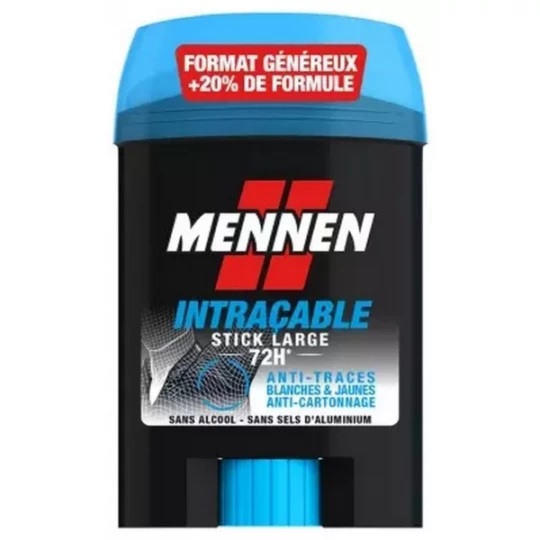 FORMAT GÉNÉREUX
+20% DE FORMULE
MENNEN
INTRAÇABLE
STICK LARGE
72H*
ANTI-TRACES
BLANCHES & JAUNES
ANTI-CARTONNAGE
SANS ALCOOL - SANS SELS D'ALUMINIUM